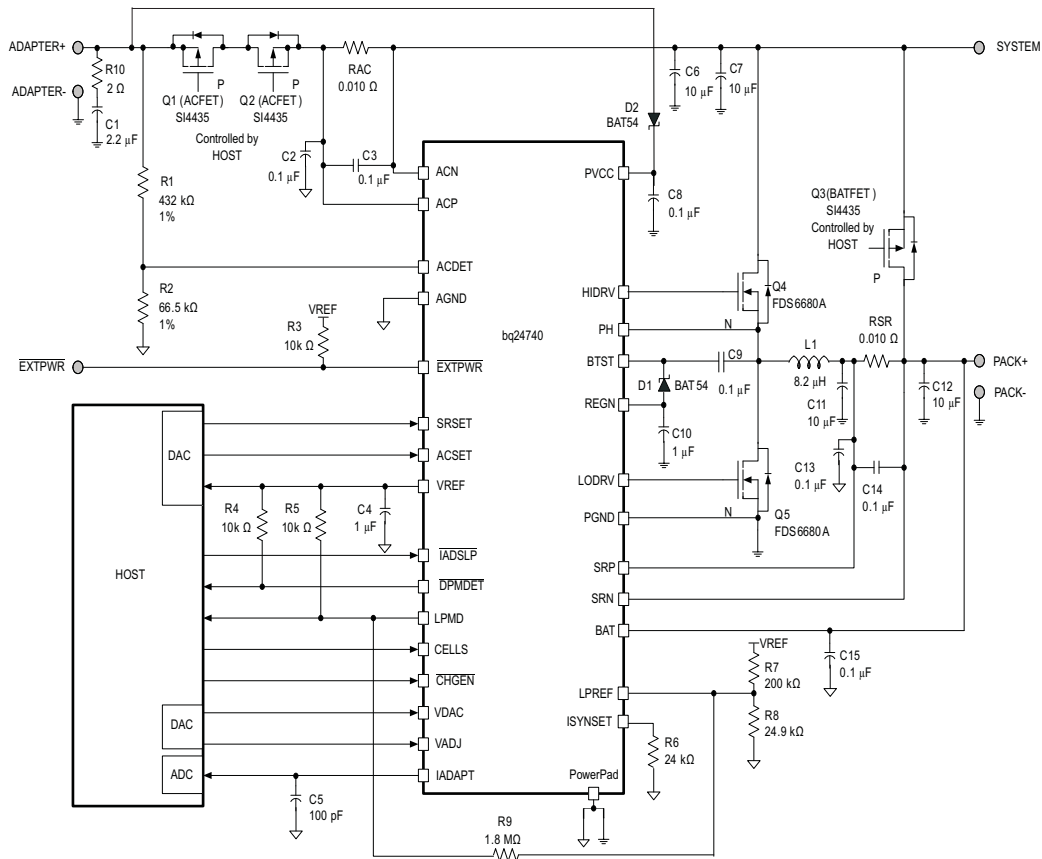 ADAPTER+
ADAPTER-
R10
2 Ω
C1
2.2 µF
P
Q1 (ACFET)
SI4435
P
Q2 (ACFET)
SI4435
Controlled by
HOST
RAC
0.010 Ω
C6
10 µF
C7
10 µF
SYSTEM
D2
BAT54
R1
432 kΩ
1%
C2
0.1 µF
C3
0.1 µF
ACN
ACP
PVCC
C8
0.1 µF
Q3(BATFET)
SI4435
Controlled by
HOST
P
R2
66.5 kΩ
1%
ACDET
AGND
VREF
R3
10k Ω
EXTPWR
EXTPWR
bq24740
HIDRV
Q4
FDS6680A
PH
N
BTST
C9
0.1 µF
D1
BAT54
REGN
C10
1 µF
L1
8.2 µH
RSR
0.010 Ω
C11
10 µF
C12
10 µF
PACK+
PACK-
C13
0.1 µF
C14
0.1 µF
LODRV
PGND
N
Q5
FDS6680A
SRP
SRN
BAT
C15
0.1 µF
HOST
DAC
SRSET
ACSET
VREF
R4
10k Ω
R5
10k Ω
C4
1 µF
IADSLP
DPMDET
LPMD
CELLS
CHGEN
DAC
VDAC
VADJ
ADC
IADAPT
C5
100 pF
VREF
R7
200 kΩ
LPREF
R8
24.9 kΩ
ISYNSET
R6
24 kΩ
PowerPad
R9
1.8 MΩ